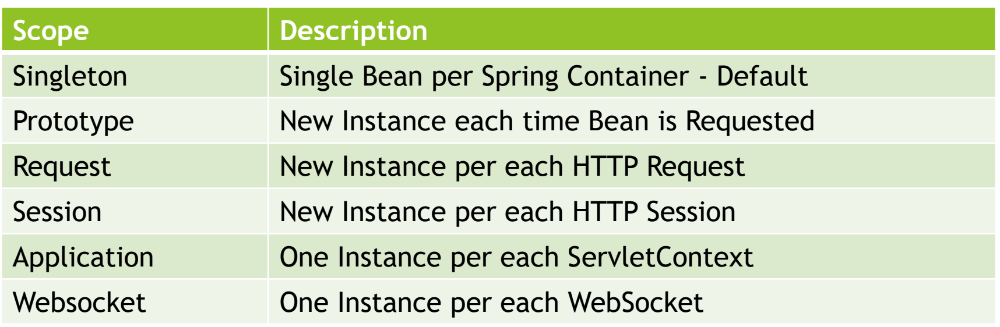 Scope Description
Singleton Single Bean per Spring Container - Default
Prototype New Instance each time Bean is Requested
Request New Instance per each HTTP Request
Session New Instance per each HTTP Session
Application One Instance per each ServletContext
Websocket One Instance per each WebSocket